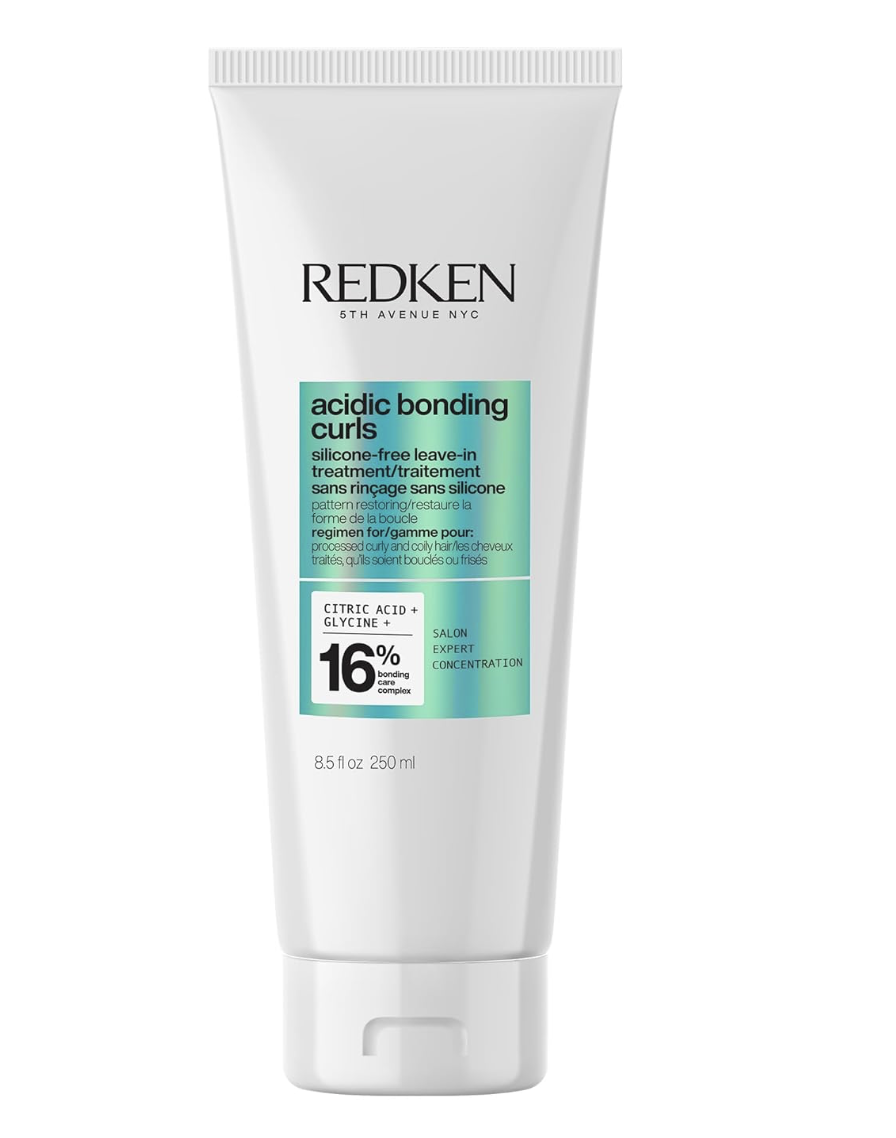 REDKEN
5TH AVENUE NYC
acidic bonding
curls
silicone-free leave-in
treatment/traitement
sans rinçage sans silicone
pattern restoring/restaure la
forme de la boucle
regimen for/gamme pour:
processed curly and coily hair/les cheveux
traités, qu'ils soient bouclés ou frisés
CITRIC ACID +
GLYCINE +
16%
bonding
care
complex
SALON
EXPERT
CONCENTRATION
8.5 fl oz 250 ml